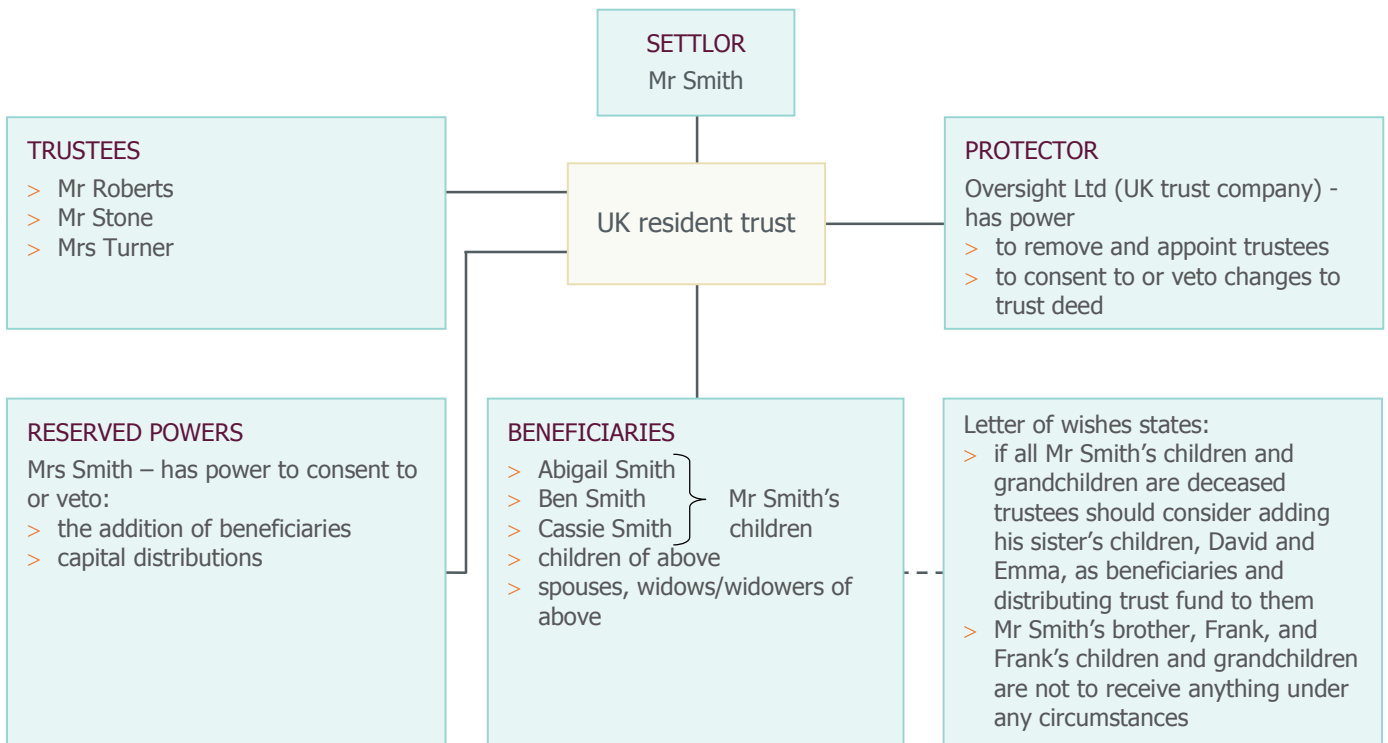 SETTLOR
Mr Smith
TRUSTEES
> Mr Roberts
> Mr Stone
> Mrs Turner
UK resident trust
PROTECTOR
Oversight Ltd (UK trust company) -
has power
> to remove and appoint trustees
> to consent to or veto changes to
trust deed
RESERVED POWERS
Mrs Smith – has power to consent to
or veto:
> the addition of beneficiaries
> capital distributions
BENEFICIARIES
> Abigail Smith
> Ben Smith
> Cassie Smith
Mr Smith's
children
> children of above
> spouses, widows/widowers of
above
Letter of wishes states:
> if all Mr Smith's children and
grandchildren are deceased
trustees should consider adding
his sister's children, David and
Emma, as beneficiaries and
distributing trust fund to them
> Mr Smith's brother, Frank, and
Frank's children and grandchildren
are not to receive anything under
any circumstances